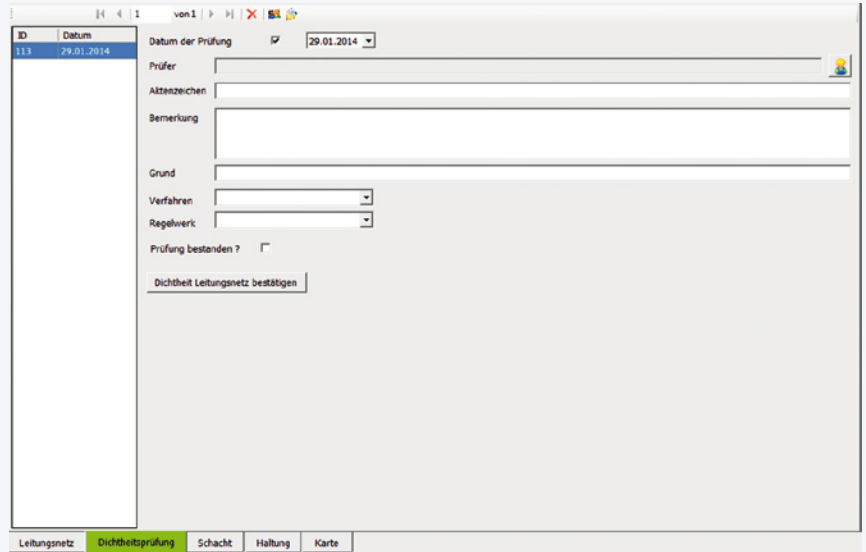 1 von 1
ID Datum
113 29.01.2014
Datum der Prüfung 29.01.2014
Prüfer
Aktenzeichen
Bemerkung
Grund
Verfahren
Regelwerk
Prüfung bestanden ?
Dichtheit Leitungsnetz bestätigen
Leitungsnetz Dichtheitsprüfung Schacht Haltung Karte